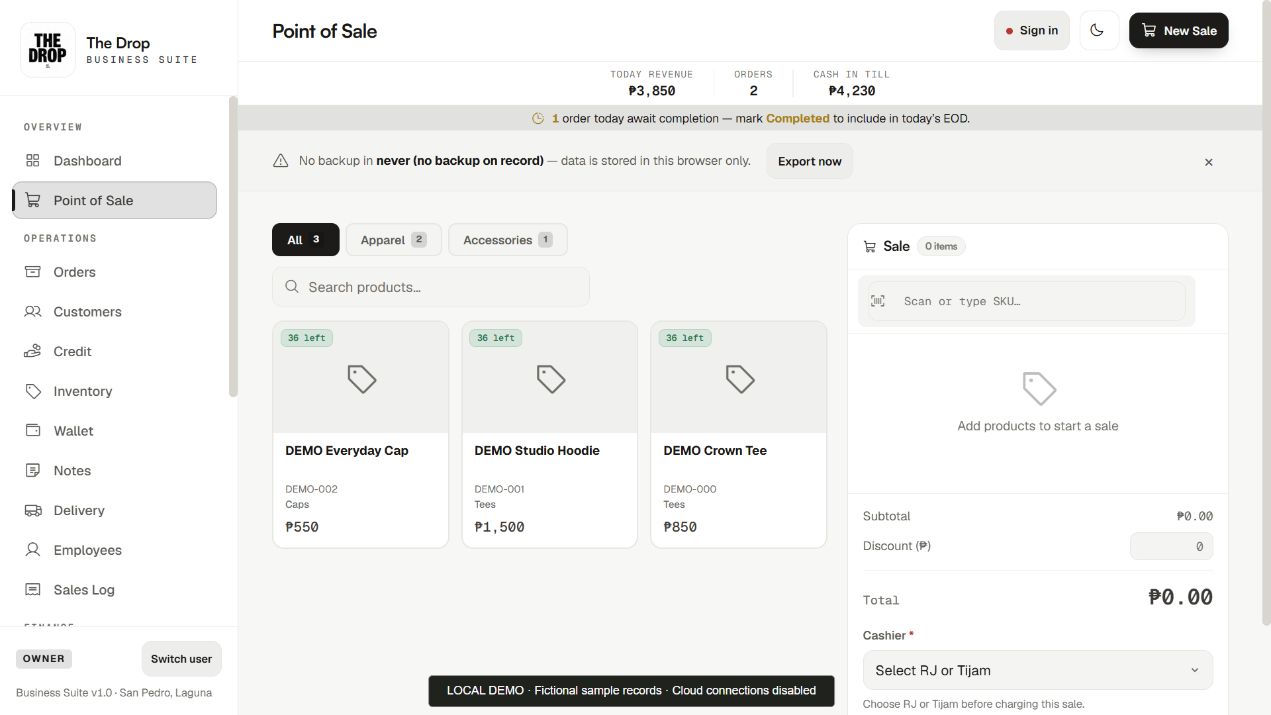 THE
DROP
The Drop
BUSINESS SUITE
OVERVIEW
Dashboard
Point of Sale
OPERATIONS
Orders
Customers
Credit
Inventory
Wallet
Notes
Delivery
Employees
Sales Log
OWNER
Switch user
Business Suite v1.0 · San Pedro, Laguna
Point of Sale
Sign in
New Sale
TODAY REVENUE
₱3,850
ORDERS
2
CASH IN TILL
₱4,230
1 order today await completion — mark Completed to include in today's EOD.
No backup in never (no backup on record) — data is stored in this browser only.
Export now
×
All 3
Apparel 2
Accessories 1
Search products…
36 left
DEMO Everyday Cap
DEMO-002
Caps
₱550
36 left
DEMO Studio Hoodie
DEMO-001
Tees
₱1,500
36 left
DEMO Crown Tee
DEMO-000
Tees
₱850
Sale 0 items
Scan or type SKU…
Add products to start a sale
Subtotal ₱0.00
Discount (₱) 0
Total ₱0.00
Cashier *
Select RJ or Tijam
Choose RJ or Tijam before charging this sale.
LOCAL DEMO · Fictional sample records · Cloud connections disabled